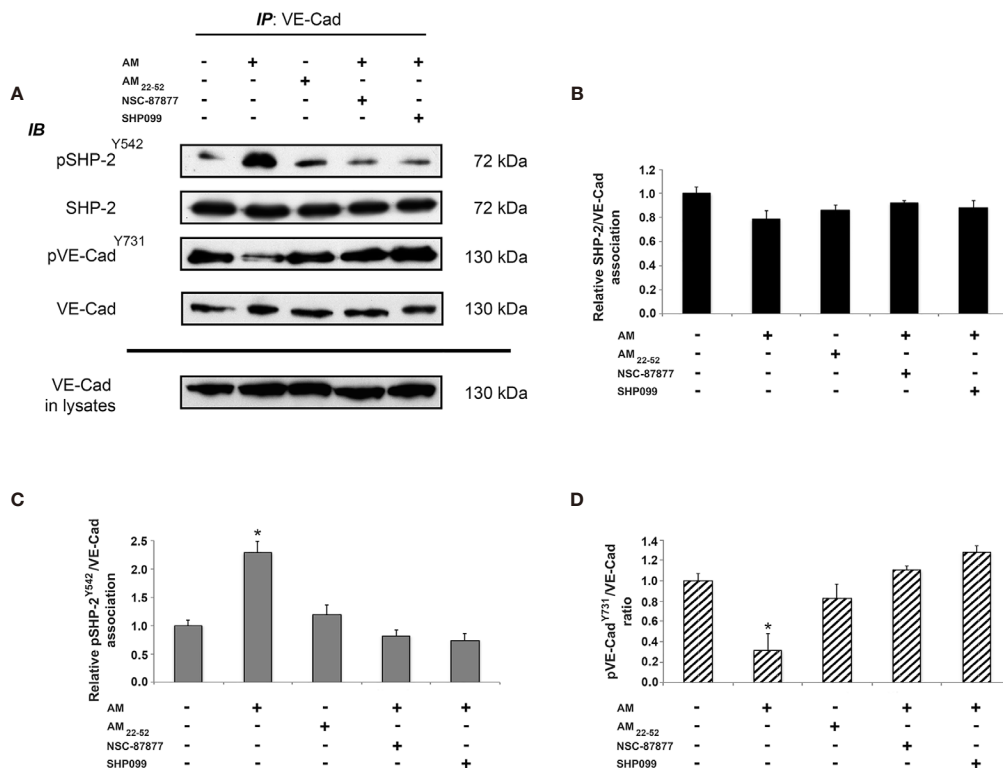 IP: VE-Cad
AM - + - + +
AM22-52 - - + - -
NSC-87877 - - - + -
SHP099 - - - - +
A
IB
pSHP-2Y542 72 kDa
SHP-2 72 kDa
pVE-CadY731 130 kDa
VE-Cad 130 kDa
VE-Cad
in lysates 130 kDa
B
Relative SHP-2/VE-Cad
association
1.2
1.0
0.8
0.6
0.4
0.2
0.0
AM - + - + +
AM22-52 - - + - -
NSC-87877 - - - + -
SHP099 - - - - +
C
Relative pSHP-2Y542/VE-Cad
association
2.5
2.0
1.5
1.0
0.5
0.0
*
AM - + - + +
AM22-52 - - + - -
NSC-87877 - - - + -
SHP099 - - - - +
D
pVE-CadY731/VE-Cad
ratio
1.4
1.2
1.0
0.8
0.6
0.4
0.2
0.0
*
AM - + - + +
AM22-52 - - + - -
NSC-87877 - - - + -
SHP099 - - - - +